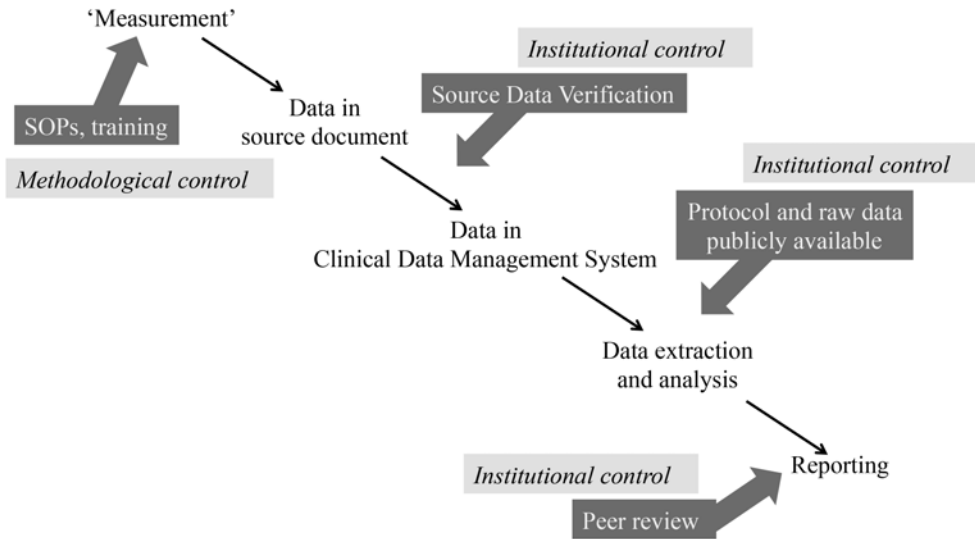 ‘Measurement’
Institutional control
SOPs, training
Data in
source document
Source Data Verification
Methodological control
Institutional control
Data in
Clinical Data Management System
Protocol and raw data
publicly available
Data extraction
and analysis
Institutional control
Reporting
Peer review